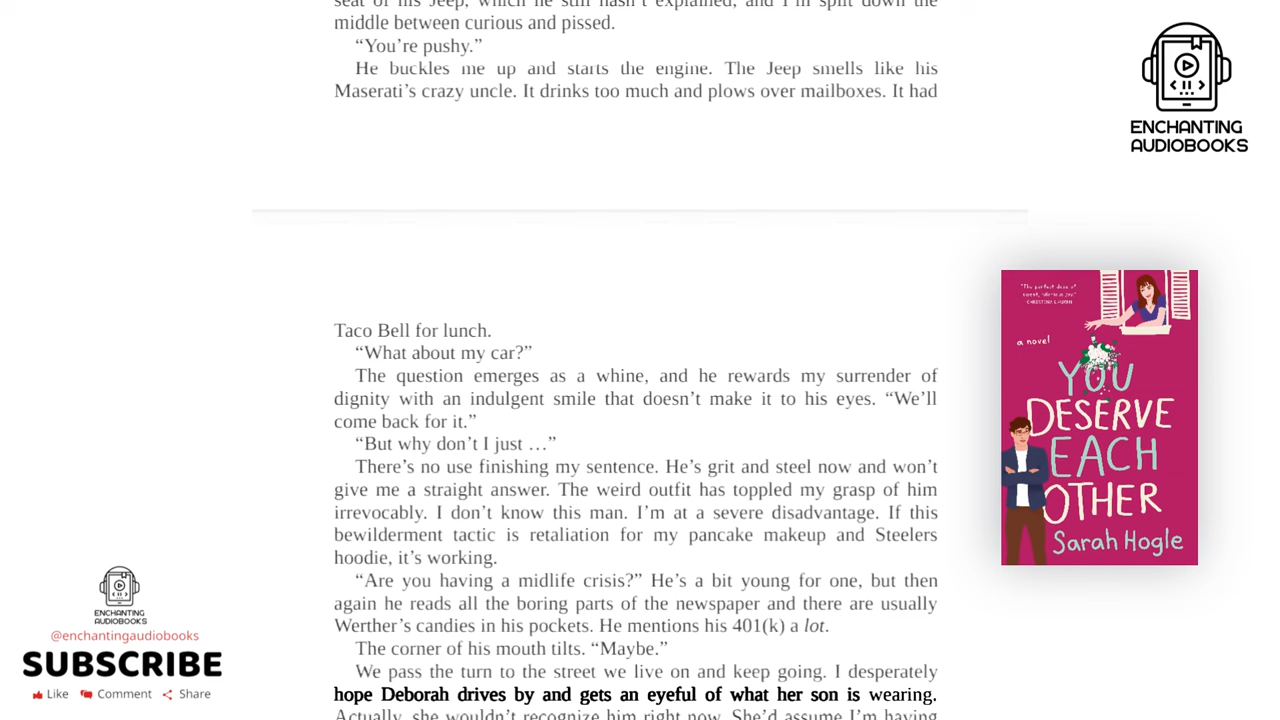 seat of his Jeep, which he still hasn’t explained, and I’m split down the
middle between curious and pissed.
“You’re pushy.”
He buckles me up and starts the engine. The Jeep smells like his
Maserati’s crazy uncle. It drinks too much and plows over mailboxes. It had
ENCHANTING
AUDIOBOOKS
Taco Bell for lunch.
“What about my car?”
The question emerges as a whine, and he rewards my surrender of
dignity with an indulgent smile that doesn’t make it to his eyes. “We’ll
come back for it.”
“But why don’t I just …”
There’s no use finishing my sentence. He’s grit and steel now and won’t
give me a straight answer. The weird outfit has toppled my grasp of him
irrevocably. I don’t know this man. I’m at a severe disadvantage. If this
bewilderment tactic is retaliation for my pancake makeup and Steelers
hoodie, it’s working.
“Are you having a midlife crisis?” He’s a bit young for one, but then
again he reads all the boring parts of the newspaper and there are usually
Werther’s candies in his pockets. He mentions his 401(k) a lot.
The corner of his mouth tilts. “Maybe.”
We pass the turn to the street we live on and keep going. I desperately
hope Deborah drives by and gets an eyeful of what her son is wearing.
Actually, she wouldn’t recognize him right now. She’d assume I’m having
"The perfect dose of
CHRISTINA LAUREN
a novel
YOU
DESERVE
EACH
OTHER
Sarah Hogle
ENCHANTING
AUDIOBOOKS
@enchantingaudiobooks
SUBSCRIBE
Like Comment Share